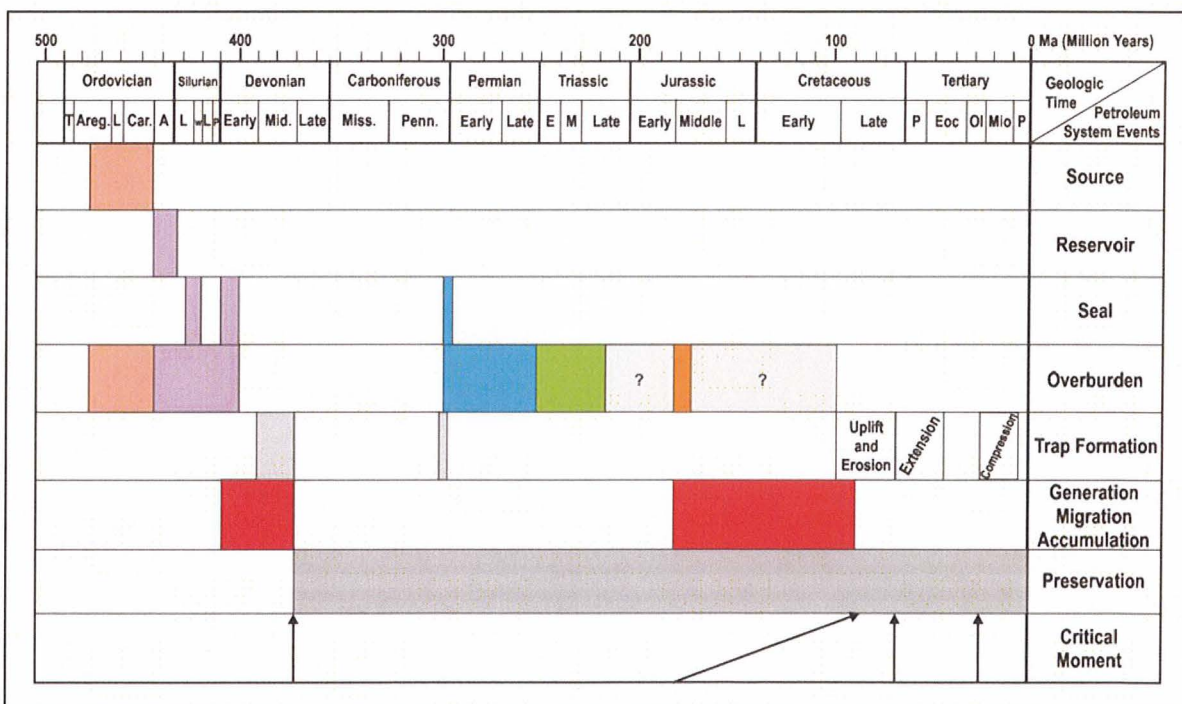 500 400 300 200 100 0 Ma (Million Years)
Ordovician Silurian Devonian Carboniferous Permian Triassic Jurassic Cretaceous Tertiary
Geologic
Time
Petroleum
System Events
T Areg. L Car. A L W L P Early Mid. Late Miss. Penn. Early Late E M Late Early Middle L Early Late P Eoc Ol Mio P
Source
Reservoir
Seal
? ? Overburden
Uplift
and
Erosion
Extension
Compression
Trap Formation
Generation
Migration
Accumulation
Preservation
Critical
Moment